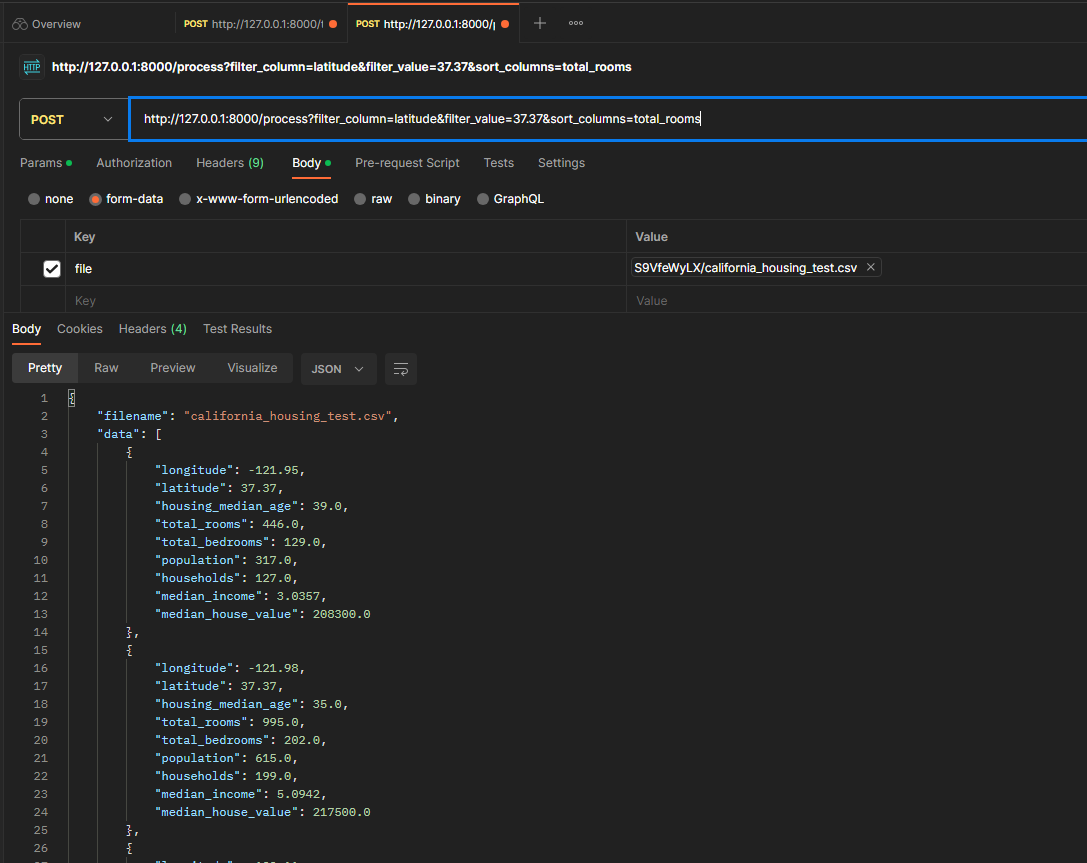 Overview POST http://127.0.0.1:8000/ POST http://127.0.0.1:8000/
HTTP http://127.0.0.1:8000/process?filter_column=latitude&filter_value=37.37&sort_columns=total_rooms
POST http://127.0.0.1:8000/process?filter_column=latitude&filter_value=37.37&sort_columns=total_rooms
Params Authorization Headers (9) Body Pre-request Script Tests Settings
none form-data x-www-form-urlencoded raw binary GraphQL
Key Value
file S9VfeWyLX/california_housing_test.csv
Key Value
Body Cookies Headers (4) Test Results
Pretty Raw Preview Visualize JSON
1 {
2 "filename": "california_housing_test.csv",
3 "data": [
4 {
5 "longitude": -121.95,
6 "latitude": 37.37,
7 "housing_median_age": 39.0,
8 "total_rooms": 446.0,
9 "total_bedrooms": 129.0,
10 "population": 317.0,
11 "households": 127.0,
12 "median_income": 3.0357,
13 "median_house_value": 208300.0
14 },
15 {
16 "longitude": -121.98,
17 "latitude": 37.37,
18 "housing_median_age": 35.0,
19 "total_rooms": 995.0,
20 "total_bedrooms": 202.0,
21 "population": 615.0,
22 "households": 199.0,
23 "median_income": 5.0942,
24 "median_house_value": 217500.0
25 },
26 {